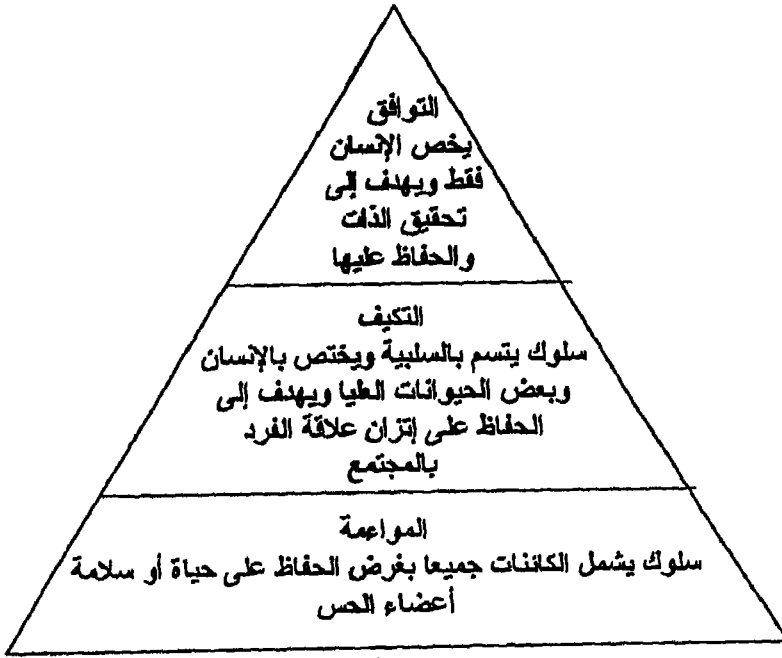 التوافق
يخص الإنسان
فقط ويهدف إلى
تحقيق الذات
والحفاظ عليها
التكيف
سلوك يتسم بالسلبية ويختص بالإنسان
وبعض الحيوانات العليا ويهدف إلى
الحفاظ على إتزان علاقة الفرد
بالمجتمع
المواءمة
سلوك يشمل الكائنات جميعا بغرض الحفاظ على حياة أو سلامة
أعضاء الحس